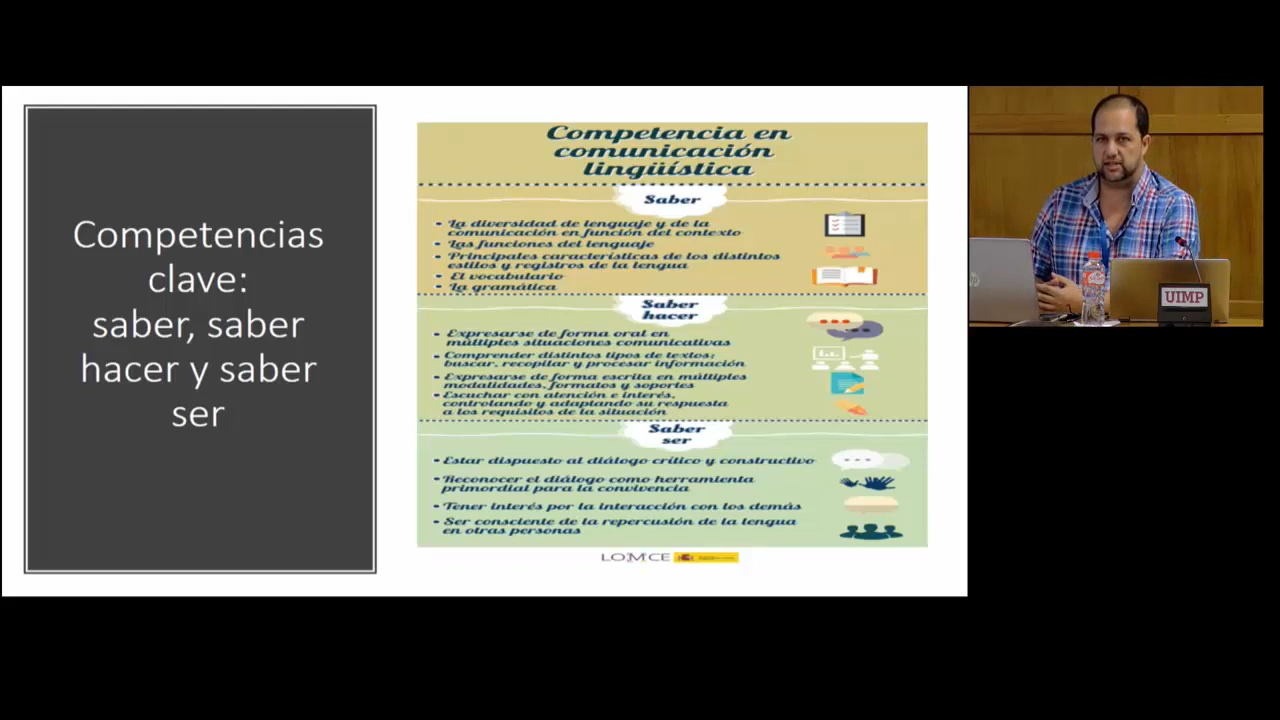 Competencias
clave:
saber, saber
hacer y saber
ser
Competencia en
comunicación
lingüística
Saber
• La diversidad de lenguaje y de la
comunicación en función del contexto
• Las funciones del lenguaje
• Principales características de los distintos
estilos y registros de la lengua
• El vocabulario
• La gramática
Saber
hacer
• Expresarse de forma oral en
múltiples situaciones comunicativas
• Comprender distintos tipos de textos;
buscar, recopilar y procesar información
• Expresarse de forma escrita en múltiples
modalidades, formatos y soportes
• Escuchar con atención e interés,
controlando y adaptando su respuesta
a los requisitos de la situación
Saber
ser
• Estar dispuesto al diálogo crítico y constructivo
• Reconocer el diálogo como herramienta
primordial para la convivencia
• Tener interés por la interacción con los demás
• Ser consciente de la repercusión de la lengua
en otras personas
LOMCE
UIMP